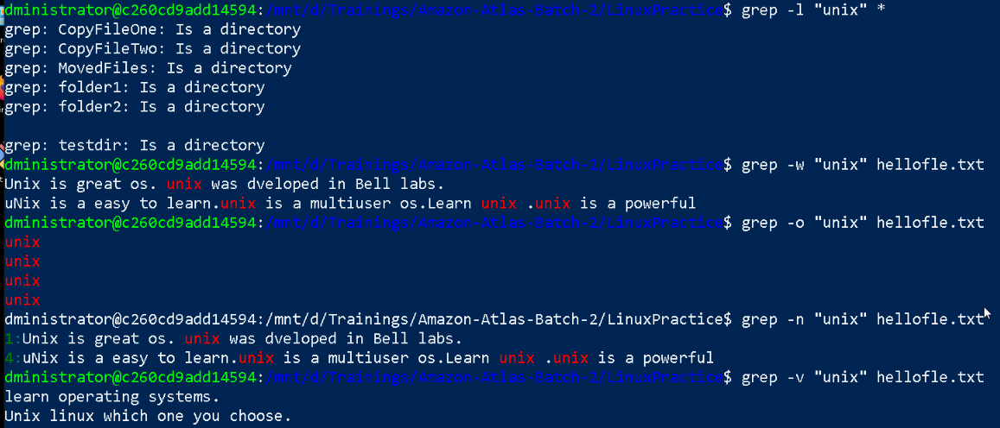 dministrator@c260cd9add14594:/mnt/d/Trainings/Amazon-Atlas-Batch-2/LinuxPractice$ grep -l "unix" *
grep: CopyFileOne: Is a directory
grep: CopyFileTwo: Is a directory
grep: MovedFiles: Is a directory
grep: folder1: Is a directory
grep: folder2: Is a directory
grep: testdir: Is a directory
dministrator@c260cd9add14594:/mnt/d/Trainings/Amazon-Atlas-Batch-2/LinuxPractice$ grep -w "unix" hellofle.txt
Unix is great os. unix was dveloped in Bell labs.
uNix is a easy to learn.unix is a multiuser os.Learn unix .unix is a powerful
dministrator@c260cd9add14594:/mnt/d/Trainings/Amazon-Atlas-Batch-2/LinuxPractice$ grep -o "unix" hellofle.txt
unix
unix
unix
unix
dministrator@c260cd9add14594:/mnt/d/Trainings/Amazon-Atlas-Batch-2/LinuxPractice$ grep -n "unix" hellofle.txt
1:Unix is great os. unix was dveloped in Bell labs.
4:uNix is a easy to learn.unix is a multiuser os.Learn unix .unix is a powerful
dministrator@c260cd9add14594:/mnt/d/Trainings/Amazon-Atlas-Batch-2/LinuxPractice$ grep -v "unix" hellofle.txt
learn operating systems.
Unix linux which one you choose.